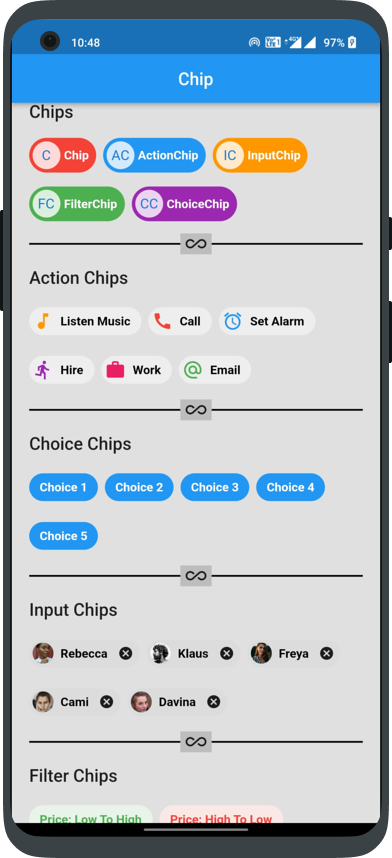 10:48 97%
Chip
Chips
C Chip AC ActionChip IC InputChip
FC FilterChip CC ChoiceChip
Action Chips
Listen Music Call Set Alarm
Hire Work Email
Choice Chips
Choice 1 Choice 2 Choice 3 Choice 4
Choice 5
Input Chips
Rebecca Klaus Freya
Cami Davina
Filter Chips
Price: Low To High Price: High To Low